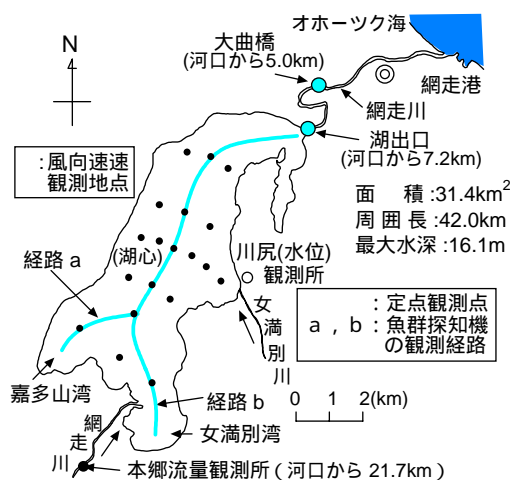 オホーツク海
大曲橋
(河口から5.0km)
N
網走港
網走川
湖出口
(河口から7.2km)
:風向速速
観測地点
面 積 :31.4km2
周 囲 長 :42.0km
最大水深 :16.1m
(湖心)
川尻(水位)
観測所
経路 a
女満別川
:定点観測点
a , b :魚群探知機
の観測経路
嘉多山湾
経路 b
0 1 2(km)
網走川
女満別湾
本郷流量観測所 ( 河口から 21.7km )